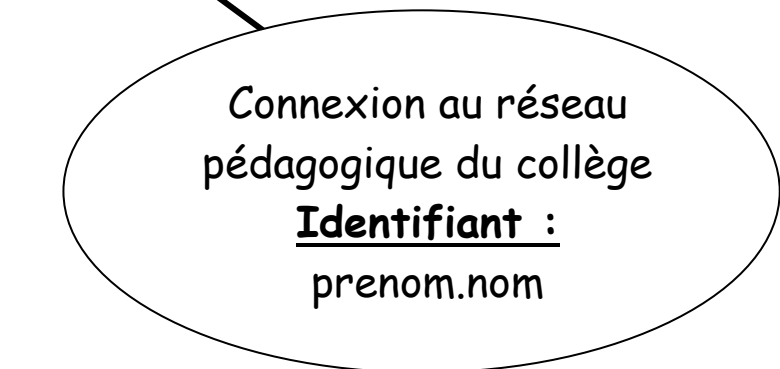 Connexion au réseau
pédagogique du collège
Identifiant :
prenom.nom